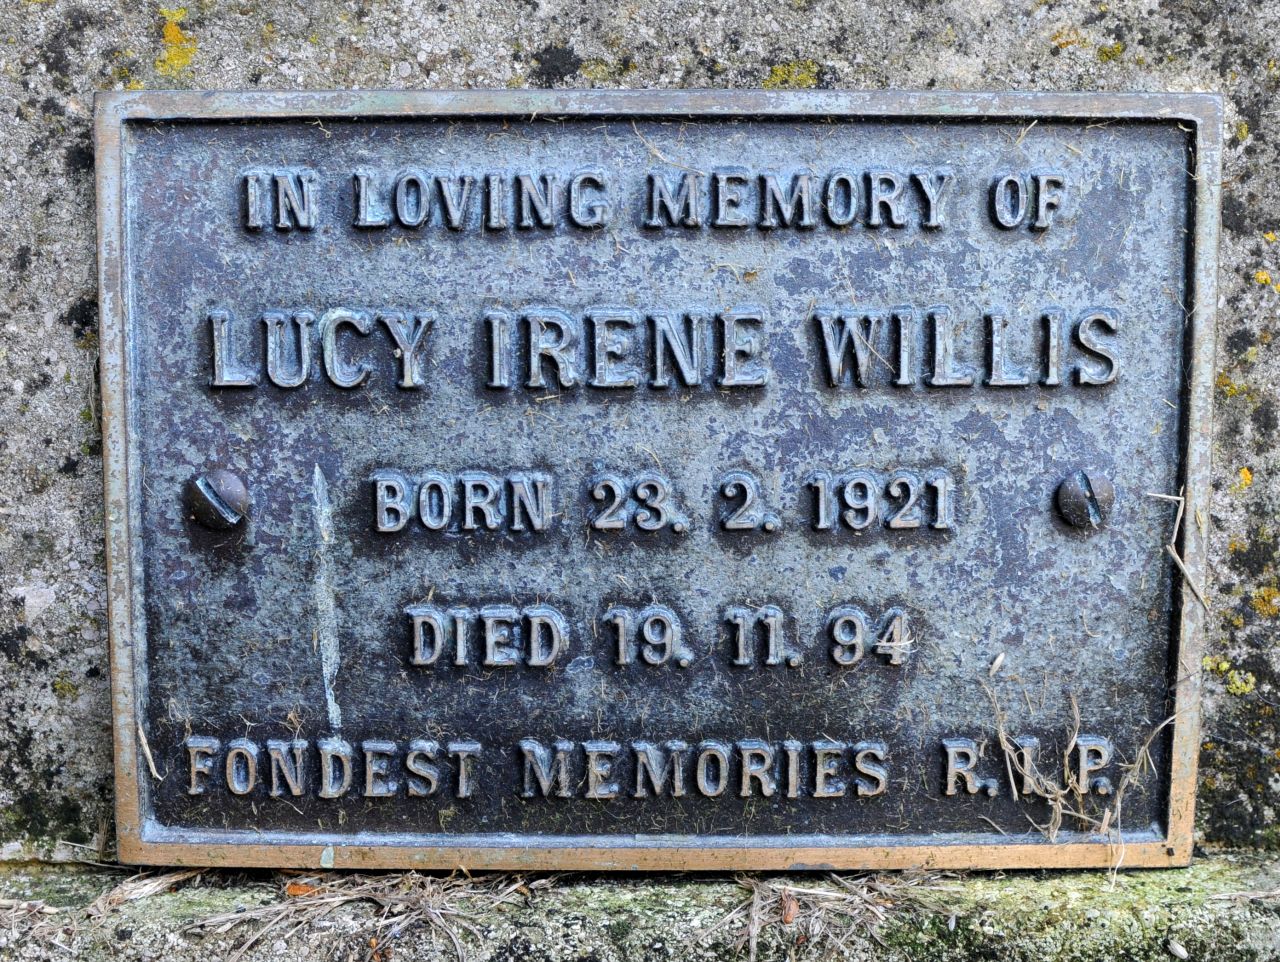 IN LOVING MEMORY OF
LUCY IRENE WILLIS
BORN 23. 2. 1921
DIED 19. 11. 94
FONDEST MEMORIES R.I.P.